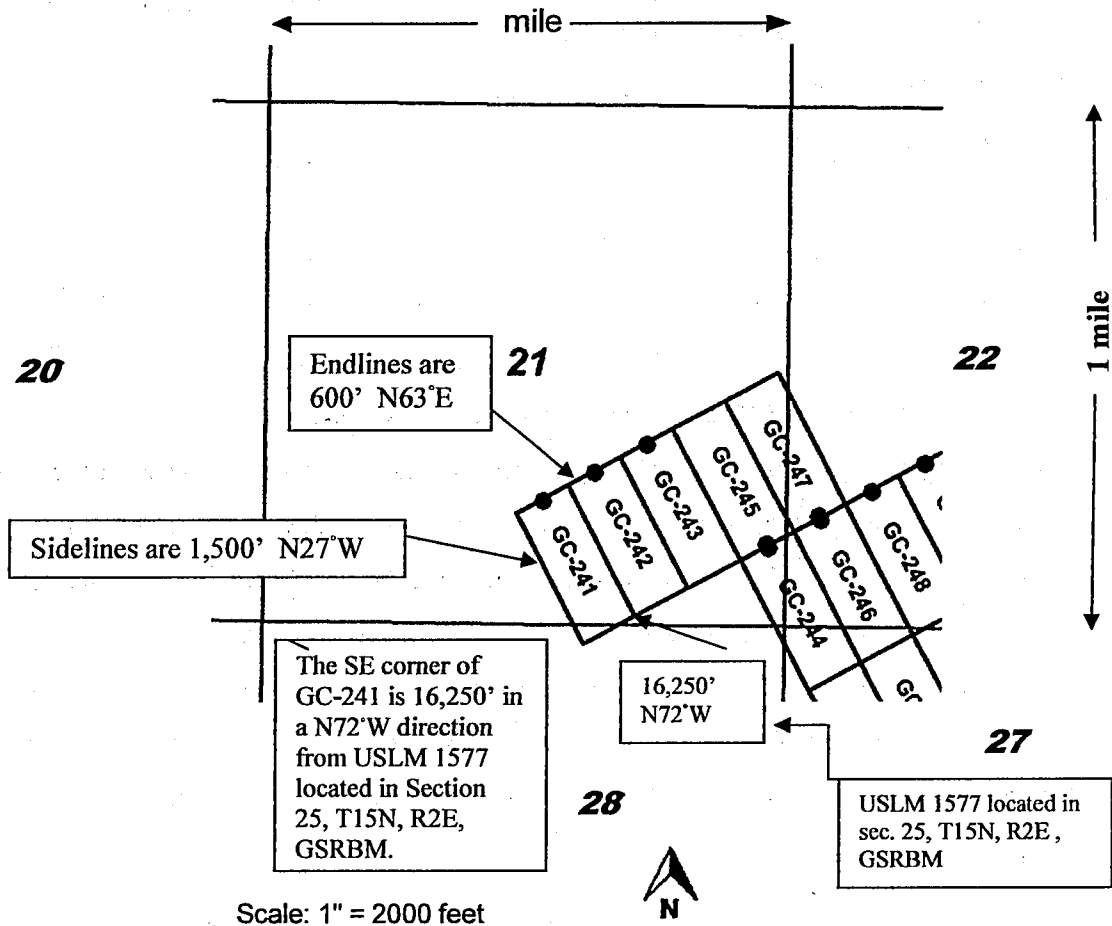 mile
1 mile
20
21
22
Endlines are
600' N63°E
GC-241
GC-242
GC-243
GC-245
GC-247
GC-244
GC-246
GC-248
GC
Sidelines are 1,500' N27°W
The SE corner of
GC-241 is 16,250' in
a N72°W direction
from USLM 1577
located in Section
25, T15N, R2E,
GSRBM.
16,250'
N72°W
27
28
USLM 1577 located in
sec. 25, T15N, R2E ,
GSRBM
N
Scale: 1" = 2000 feet